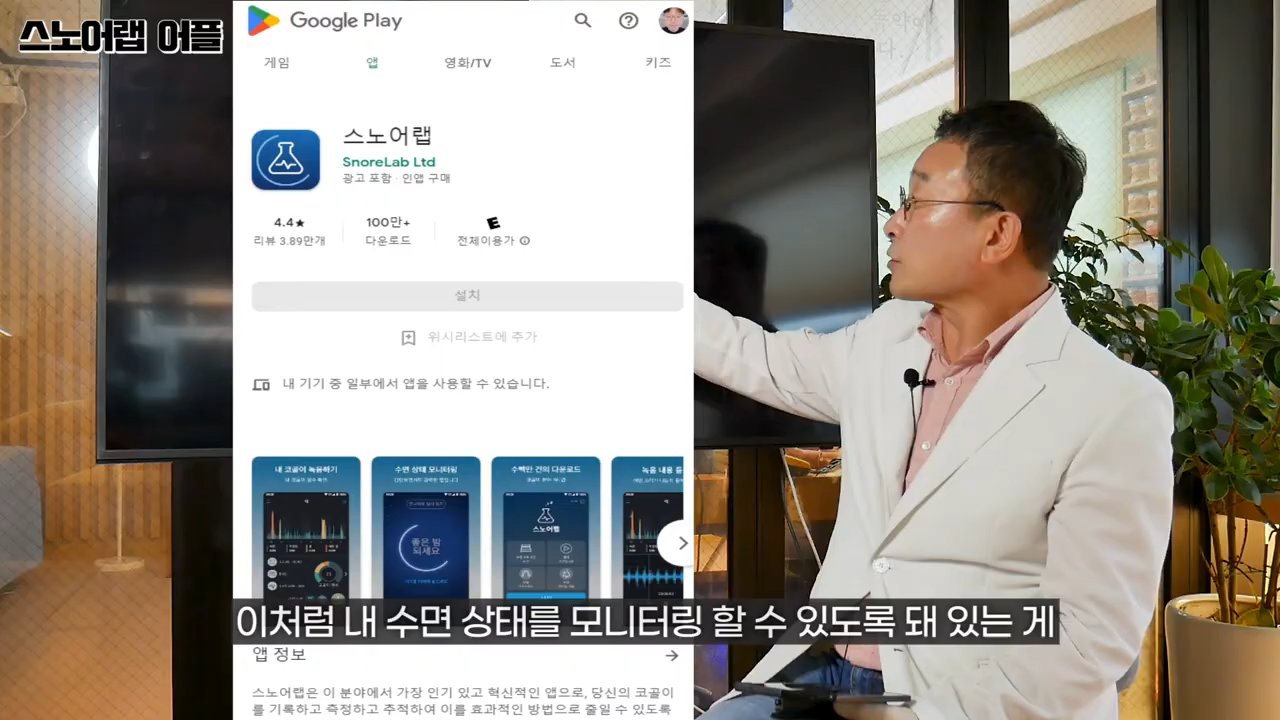 스노어랩 어플
Google Play
게임 앱 영화/TV 도서 키즈
스노어랩
SnoreLab Ltd
광고 포함 · 인앱 구매
4.4★ 100만+ E
리뷰 3.89만개 다운로드 전체이용가
설치
위시리스트에 추가
내 기기 중 일부에서 앱을 사용할 수 있습니다.
내 코골이 녹음하기 수면 상태 모니터링 수백만 건의 다운로드 녹음 내용
좋은 밤
되세요
스노어랩
이처럼 내 수면 상태를 모니터링 할 수 있도록 돼 있는 게
앱 정보
스노어랩은 이 분야에서 가장 인기 있고 혁신적인 앱으로, 당신의 코골이
를 기록하고 측정하고 추적하여 이를 효과적인 방법으로 줄일 수 있도록